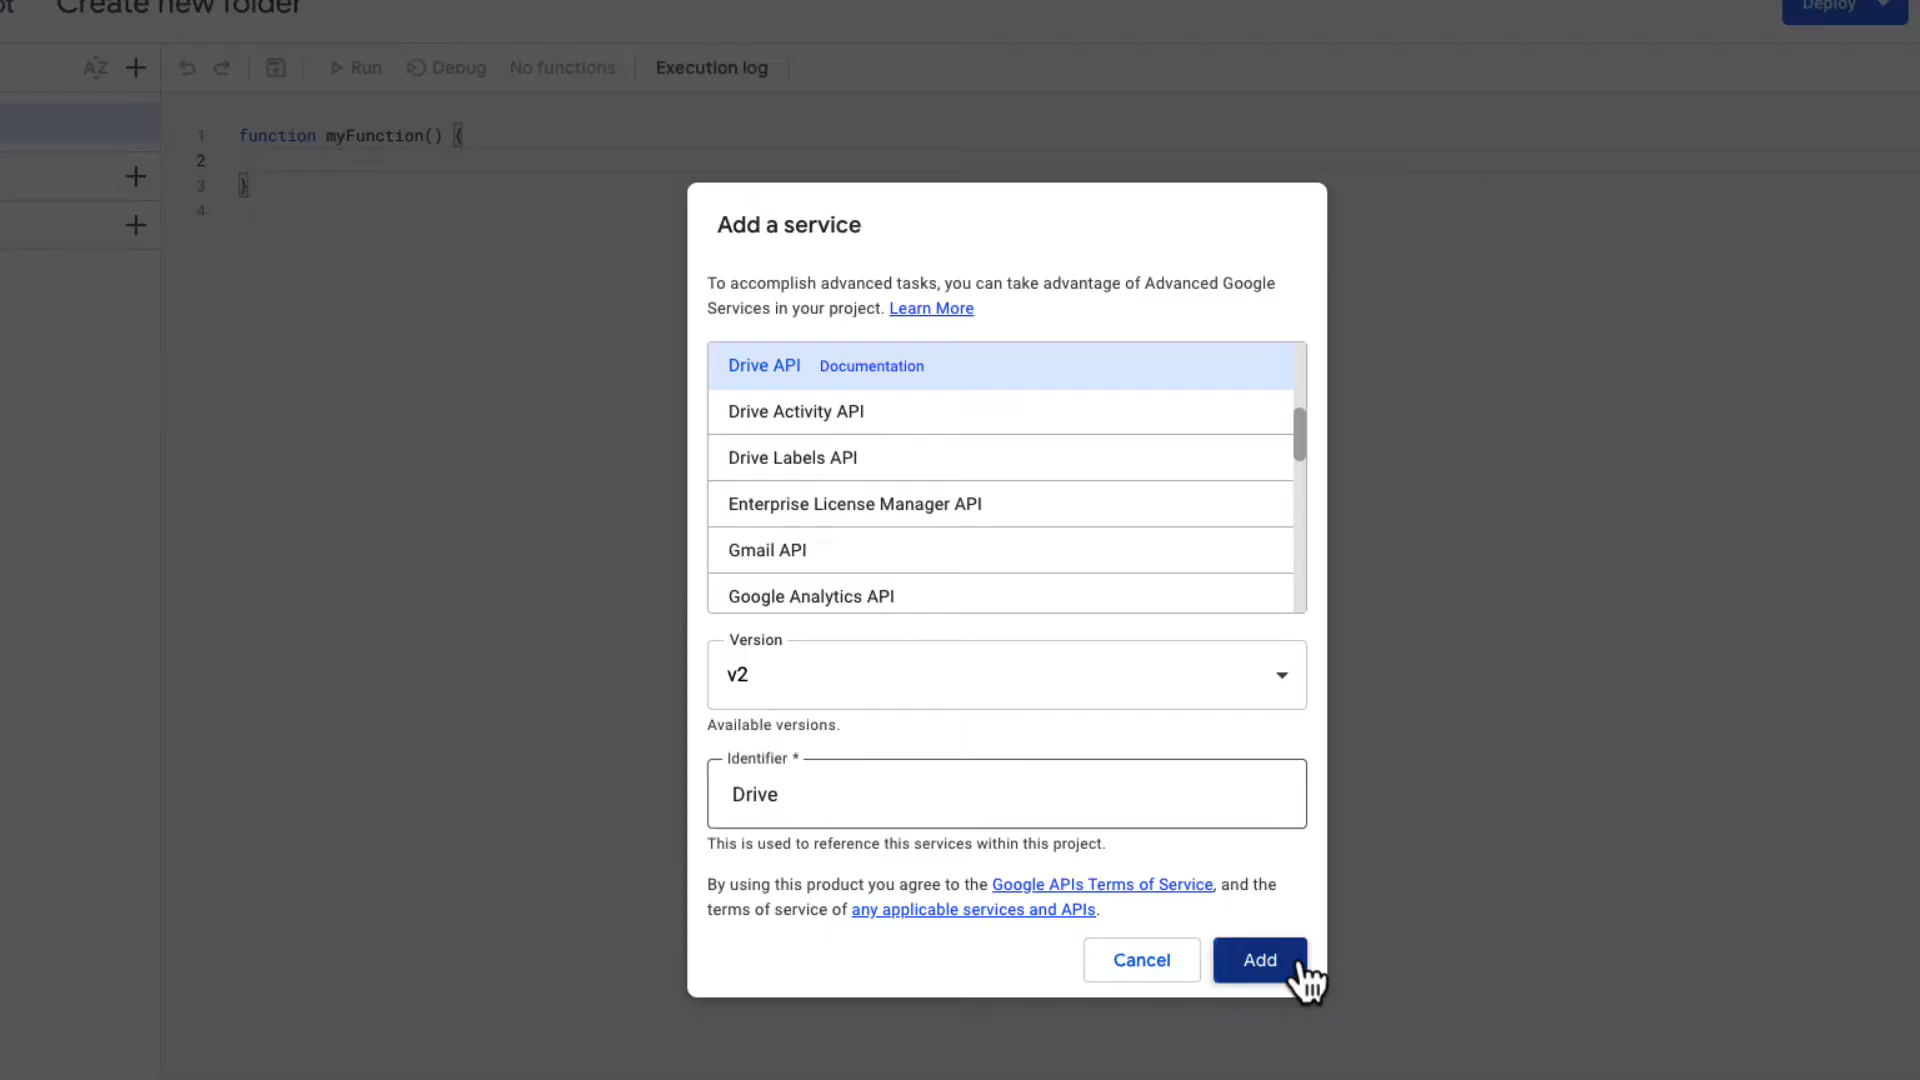 Create new folder
Deploy
AZ
Run
Debug
No functions
Execution log
1 function myFunction() {
2
3 }
4
Add a service
To accomplish advanced tasks, you can take advantage of Advanced Google
Services in your project. Learn More
Drive API Documentation
Drive Activity API
Drive Labels API
Enterprise License Manager API
Gmail API
Google Analytics API
Version
v2
Available versions.
Identifier *
Drive
This is used to reference this services within this project.
By using this product you agree to the Google APIs Terms of Service, and the
terms of service of any applicable services and APIs.
Cancel
Add